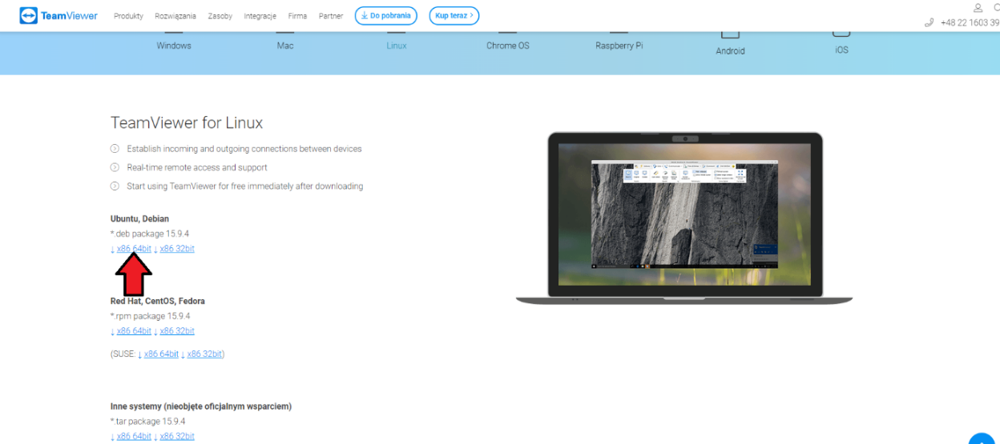 TeamViewer Produkty Rozwiązania Zasoby Integracje Firma Partner Do pobrania Kup teraz >
+48 22 1603 39
Windows Mac Linux Chrome OS Raspberry Pi Android iOS
TeamViewer for Linux
Establish incoming and outgoing connections between devices
Real-time remote access and support
Start using TeamViewer for free immediately after downloading
Ubuntu, Debian
*.deb package 15.9.4
↓ x86 64bit ↓ x86 32bit
Red Hat, CentOS, Fedora
*.rpm package 15.9.4
↓ x86 64bit ↓ x86 32bit
(SUSE: ↓ x86 64bit ↓ x86 32bit)
Inne systemy (nieobjęte oficjalnym wsparciem)
*.tar package 15.9.4
↓ x86 64bit ↓ x86 32bit